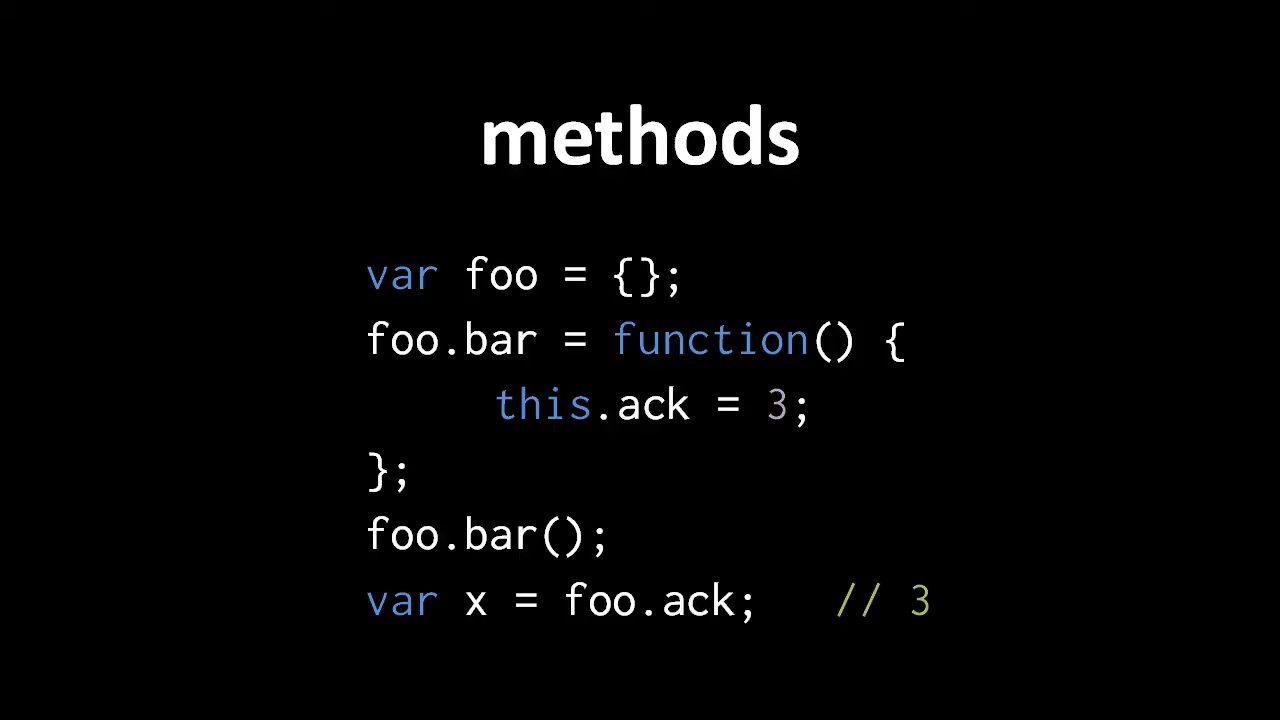 methods
var foo = {};
foo.bar = function() {
this.ack = 3;
};
foo.bar();
var x = foo.ack; // 3